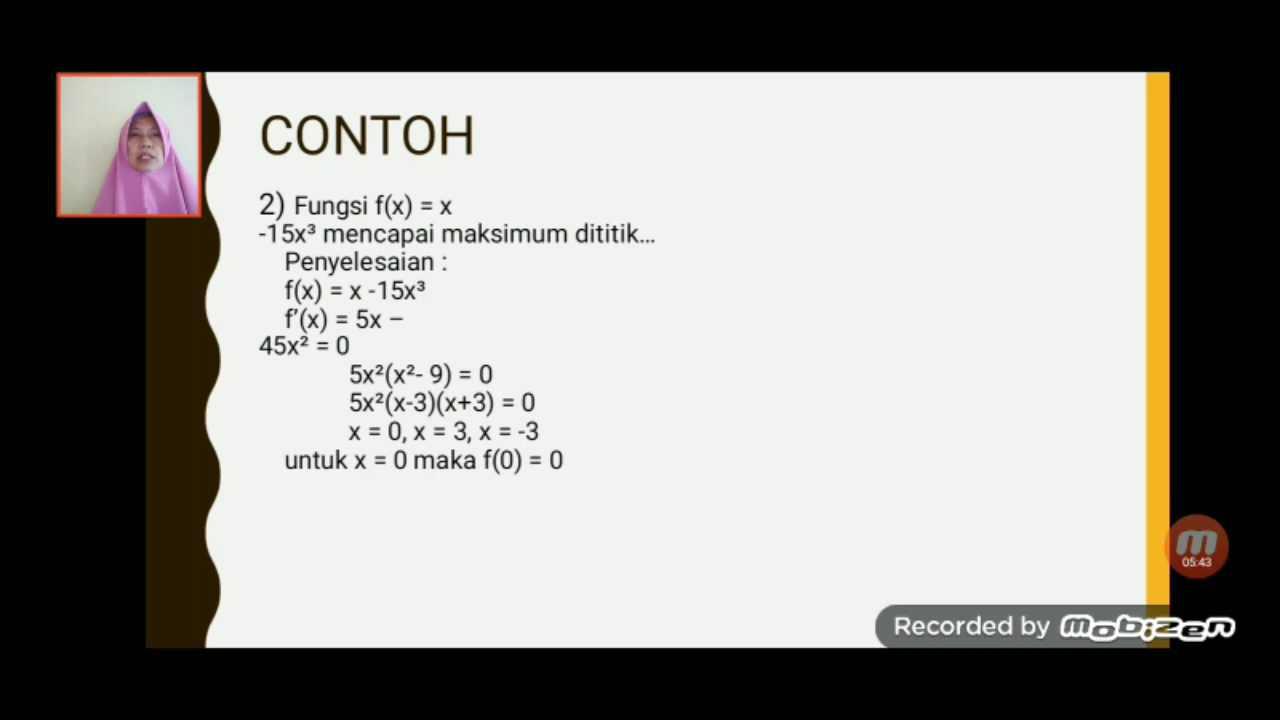 CONTOH
2) Fungsi f(x) = x
-15x³ mencapai maksimum dititik...
Penyelesaian :
f(x) = x -15x³
f'(x) = 5x –
45x² = 0
5x²(x²- 9) = 0
5x²(x-3)(x+3) = 0
x = 0, x = 3, x = -3
untuk x = 0 maka f(0) = 0
05:43
Recorded by Mobizen